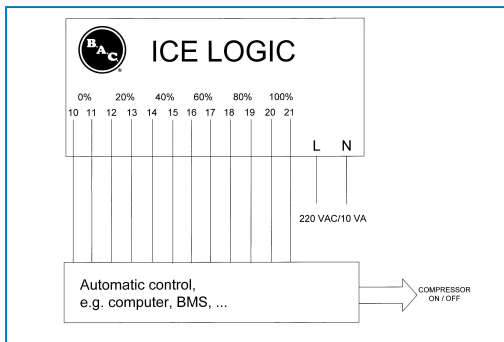 B.A.C.
®
ICE LOGIC
0% 20% 40% 60% 80% 100%
10 11 12 13 14 15 16 17 18 19 20 21
L N
220 VAC/10 VA
Automatic control,
e.g. computer, BMS, ...
COMPRESSOR
ON / OFF